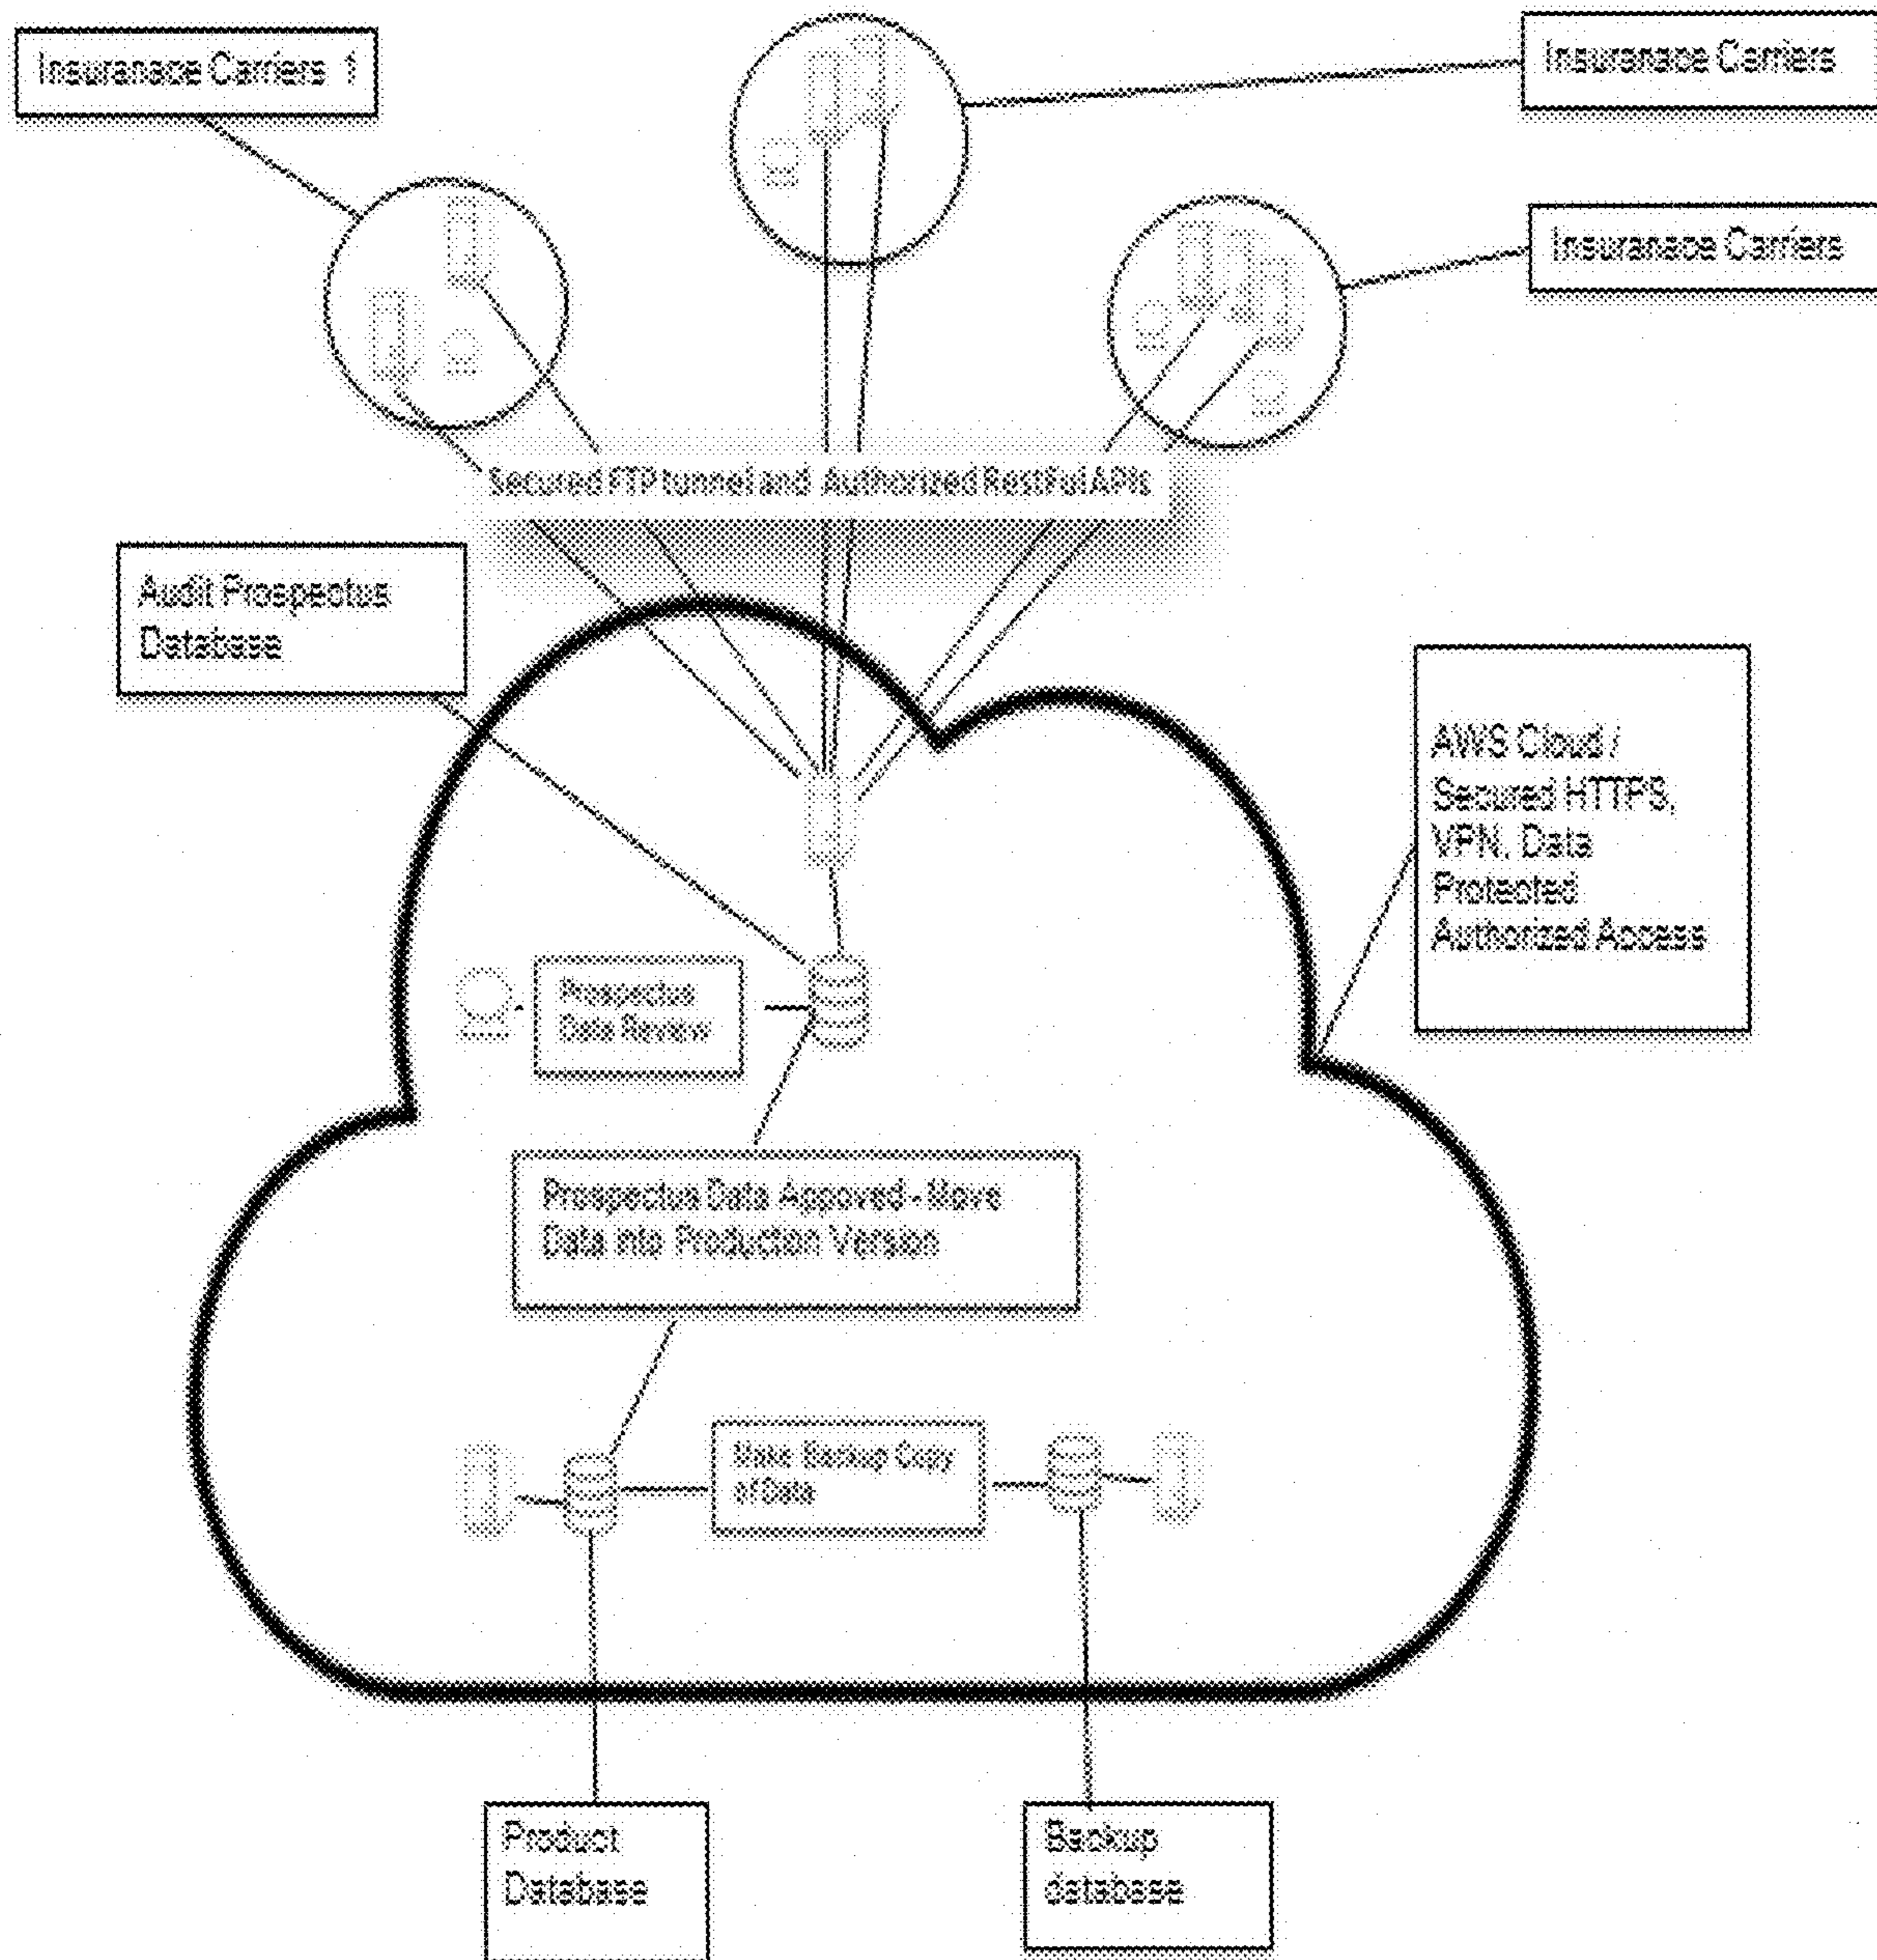 Insuranace Carriers 1
Insuranace Carriers
Insuranace Carriers
Secured FTP tunnel and Authorized Restful APIs
Audit Prospectus
Database
AWS Cloud /
Secured HTTPS,
VPN, Data
Protected
Authorized Access
Prospectus
Data Review
Prospectus Data Appoved - Move
Data into Production Version
Make Backup Copy
of Data
Product
Database
Backup
database